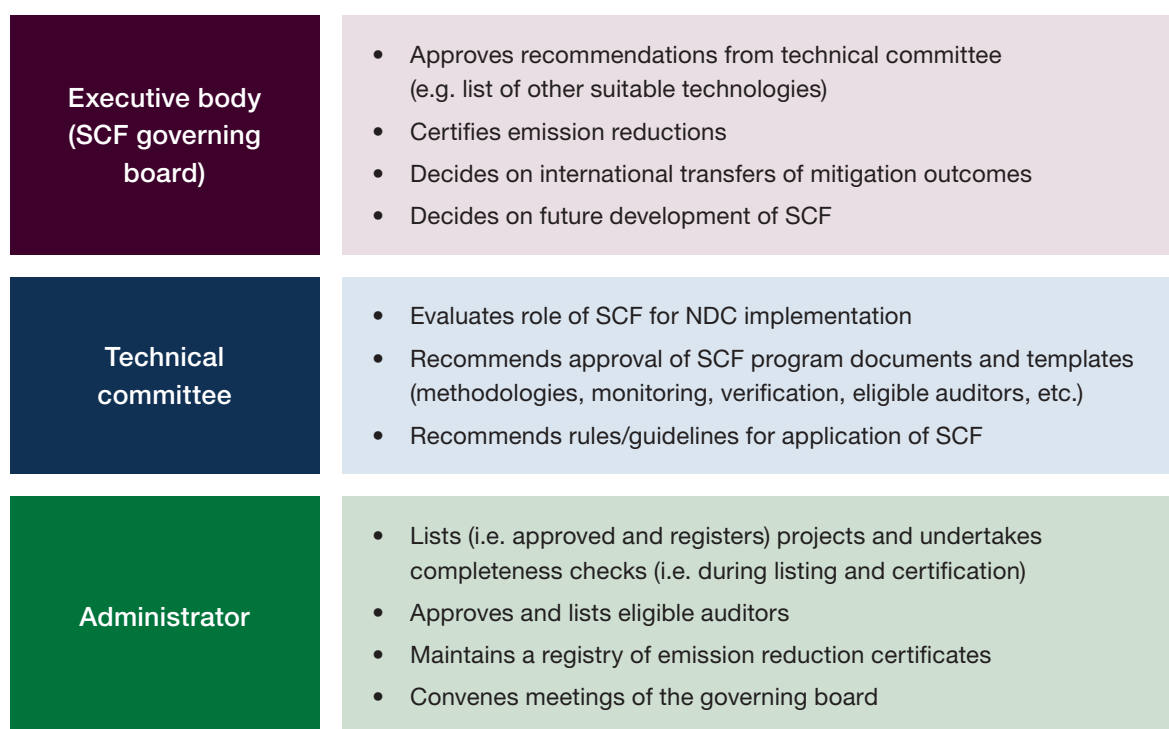 Executive body
(SCF governing
board)
• Approves recommendations from technical committee
(e.g. list of other suitable technologies)
• Certifies emission reductions
• Decides on international transfers of mitigation outcomes
• Decides on future development of SCF
Technical
committee
• Evaluates role of SCF for NDC implementation
• Recommends approval of SCF program documents and templates
(methodologies, monitoring, verification, eligible auditors, etc.)
• Recommends rules/guidelines for application of SCF
Administrator
• Lists (i.e. approved and registers) projects and undertakes
completeness checks (i.e. during listing and certification)
• Approves and lists eligible auditors
• Maintains a registry of emission reduction certificates
• Convenes meetings of the governing board